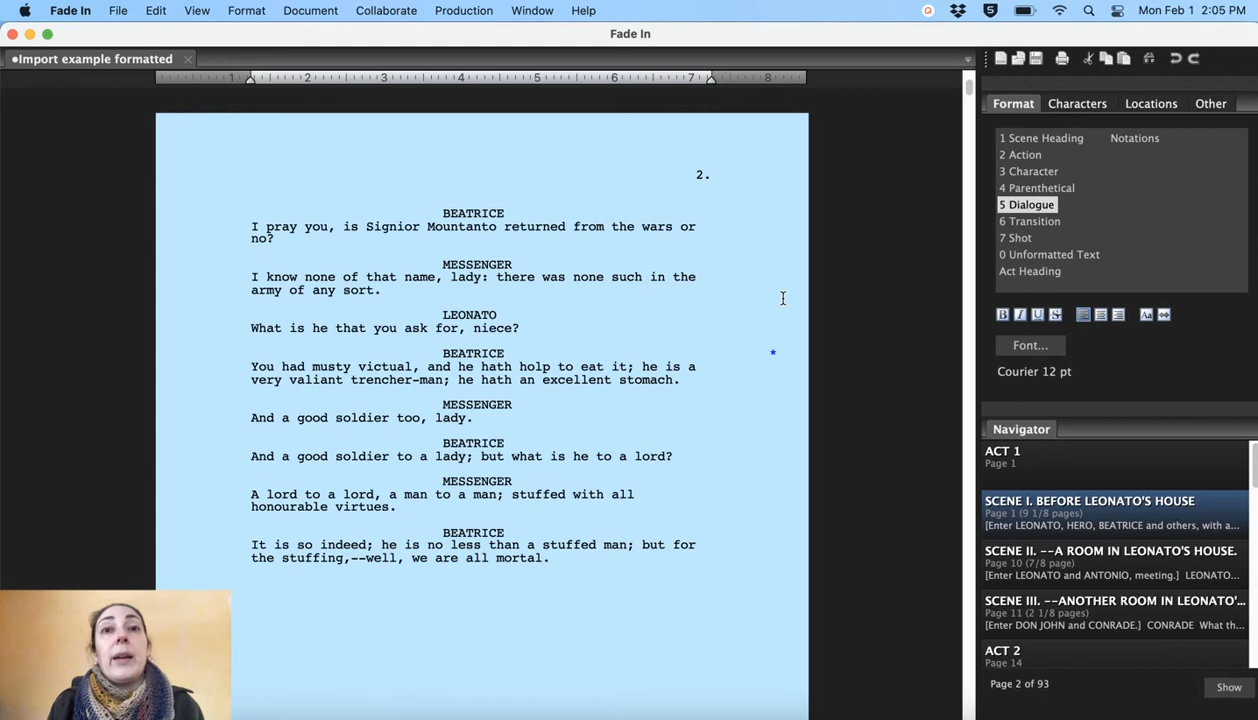 Fade In File Edit View Format Document Collaborate Production Window Help
Mon Feb 1 2:05 PM
Fade In
•Import example formatted
1 2 3 4 5 6 7 8
2.
BEATRICE
I pray you, is Signior Mountanto returned from the wars or
no?
MESSENGER
I know none of that name, lady: there was none such in the
army of any sort.
LEONATO
What is he that you ask for, niece?
BEATRICE
*
You had musty victual, and he hath holp to eat it; he is a
very valiant trencher-man; he hath an excellent stomach.
MESSENGER
And a good soldier too, lady.
BEATRICE
And a good soldier to a lady; but what is he to a lord?
MESSENGER
A lord to a lord, a man to a man; stuffed with all
honourable virtues.
BEATRICE
It is so indeed; he is no less than a stuffed man; but for
the stuffing,--well, we are all mortal.
Format Characters Locations Other
1 Scene Heading Notations
2 Action
3 Character
4 Parenthetical
5 Dialogue
6 Transition
7 Shot
0 Unformatted Text
Act Heading
B I U S Aa
Font...
Courier 12 pt
Navigator
ACT 1
Page 1
SCENE I. BEFORE LEONATO'S HOUSE
Page 1 (9 1/8 pages)
[Enter LEONATO, HERO, BEATRICE and others, with a...
SCENE II. --A ROOM IN LEONATO'S HOUSE.
Page 10 (7/8 page)
[Enter LEONATO and ANTONIO, meeting.] LEONATO...
SCENE III. --ANOTHER ROOM IN LEONATO'...
Page 11 (2 1/8 pages)
[Enter DON JOHN and CONRADE.] CONRADE What th...
ACT 2
Page 14
Page 2 of 93
Show